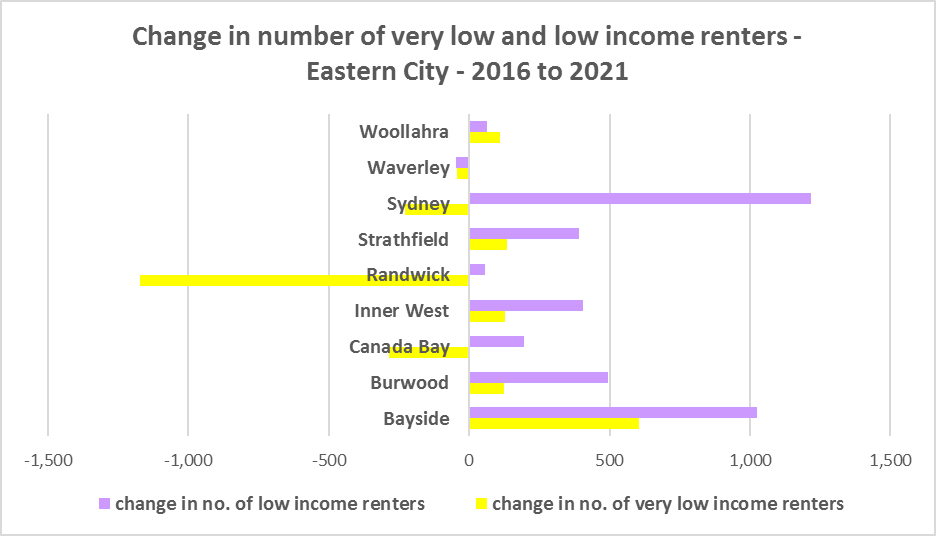 Change in number of very low and low income renters -
Eastern City - 2016 to 2021
Woollahra
Waverley
Sydney
Strathfield
Randwick
Inner West
Canada Bay
Burwood
Bayside
-1,500 -1,000 -500 0 500 1,000 1,500
change in no. of low income renters change in no. of very low income renters